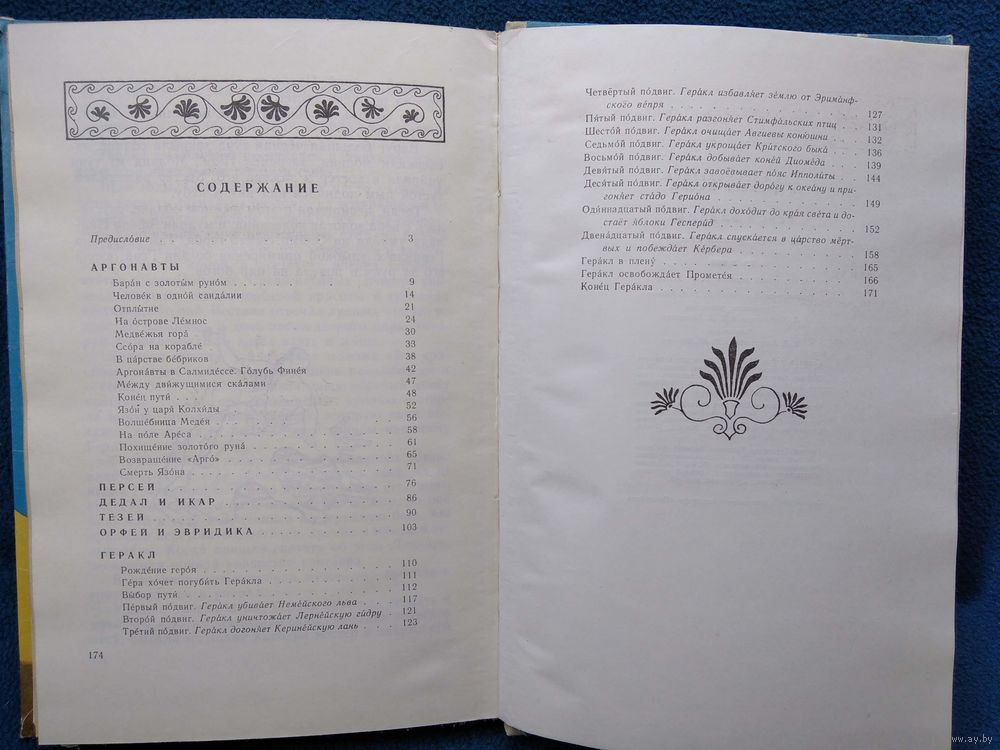 СОДЕРЖАНИЕ
Предисло́вие . . . . . . . . . . . . . . . . 3
АРГОНАВТЫ
Бара́н с золоты́м руно́м . . . . . . . . . . 9
Челове́к в одно́й санда́лии . . . . . . . . . 14
Отплы́тие . . . . . . . . . . . . . . . . 21
На о́строве Ле́мнос . . . . . . . . . . . . 24
Медве́жья гора́ . . . . . . . . . . . . . . 30
Ссо́ра на корабле́ . . . . . . . . . . . . . 33
В ца́рстве бе́бриков . . . . . . . . . . . . 38
Аргона́вты в Салмиде́ссе. Го́лубь Фине́я . . . 42
Ме́жду дви́жущимися ска́лами . . . . . . . . 47
Коне́ц пути́ . . . . . . . . . . . . . . . 48
Язо́н у царя́ Колхи́ды . . . . . . . . . . . 52
Волше́бница Меде́я . . . . . . . . . . . . 56
На по́ле Аре́са . . . . . . . . . . . . . . 58
Похище́ние золото́го руна́ . . . . . . . . . 61
Возвраще́ние «Арго́» . . . . . . . . . . . . 65
Смерть Язо́на . . . . . . . . . . . . . . 71
ПЕРСЕЙ . . . . . . . . . . . . . . . . 76
ДЕДАЛ И ИКАР . . . . . . . . . . . . . 86
ТЕЗЕЙ . . . . . . . . . . . . . . . . . 90
ОРФЕЙ И ЭВРИДИКА . . . . . . . . . . . 103
ГЕРАКЛ
Рожде́ние геро́я . . . . . . . . . . . . . 110
Ге́ра хо́чет погуби́ть Гера́кла . . . . . . . . 111
Вы́бор пути́ . . . . . . . . . . . . . . . 112
Пе́рвый по́двиг. Гера́кл убива́ет Неме́йского льва . . . 117
Второ́й по́двиг. Гера́кл уничтожа́ет Лерне́йскую ги́дру . 121
Тре́тий по́двиг. Гера́кл догоня́ет Керине́йскую лань . . . 123
174
Четвёртый по́двиг. Гера́кл избавля́ет зе́млю от Эрима́нф-
ского ве́пря . . . . . . . . . . . . . . . 127
Пя́тый по́двиг. Гера́кл разгоня́ет Стимфа́льских птиц . . 131
Шесто́й по́двиг. Гера́кл очища́ет А́вгиевы коню́шни . . . 132
Седьмо́й по́двиг. Гера́кл укроща́ет Кри́тского быка́ . . . 136
Восьмо́й по́двиг. Гера́кл добыва́ет коне́й Диоме́да . . . 139
Девя́тый по́двиг. Гера́кл завоёвывает по́яс Ипполи́ты . . 144
Деся́тый по́двиг. Гера́кл открыва́ет доро́гу к океа́ну и при-
гоня́ет ста́до Герио́на . . . . . . . . . . . 149
Оди́ннадцатый по́двиг. Гера́кл дохо́дит до кра́я све́та и до-
стаёт я́блоки Геспери́д . . . . . . . . . . . 152
Двена́дцатый по́двиг. Гера́кл спуска́ется в ца́рство мёрт-
вых и побежда́ет Ке́рбера . . . . . . . . . . 158
Гера́кл в плену́ . . . . . . . . . . . . . . 165
Гера́кл освобожда́ет Промете́я . . . . . . . . 166
Коне́ц Гера́кла . . . . . . . . . . . . . . 171
www.ay.by